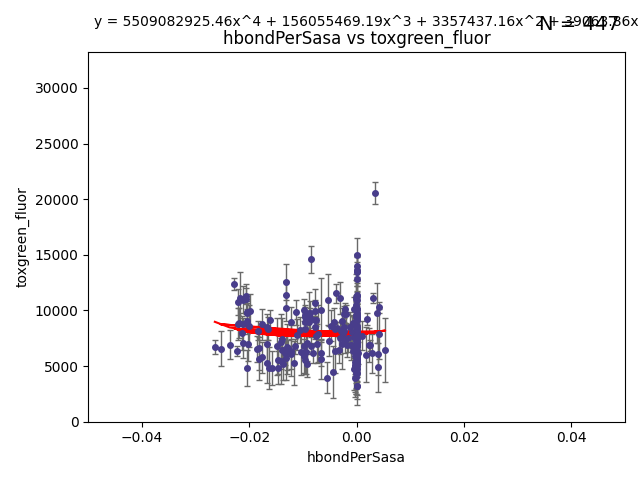 y = 5509082925.46x^4 + 156055469.19x^3 + 3357437.16x^2 + 39063.86x
N = 447
hbondPerSasa vs toxgreen_fluor
30000
25000
20000
15000
10000
5000
0
toxgreen_fluor
−0.04 −0.02 0.00 0.02 0.04
hbondPerSasa